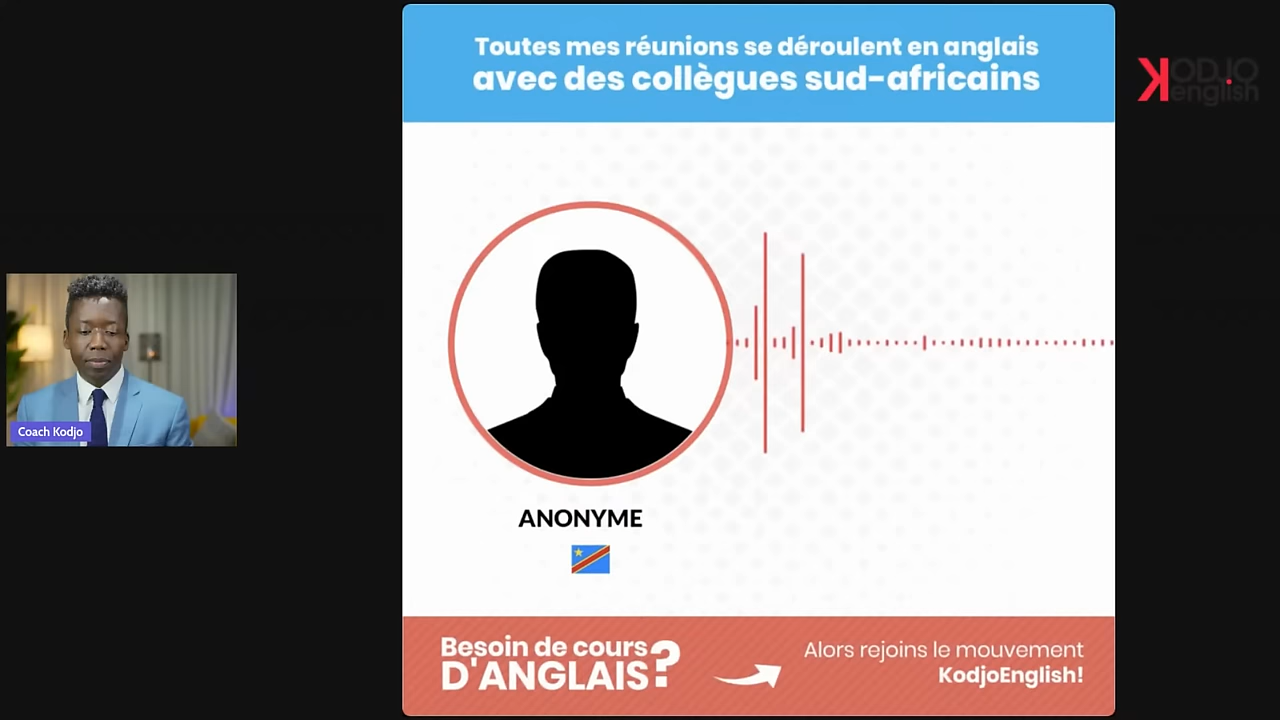 Toutes mes réunions se déroulent en anglais
avec des collègues sud-africains
KODJO
english
Coach Kodjo
ANONYME
Besoin de cours
D'ANGLAIS?
Alors rejoins le mouvement
KodjoEnglish!